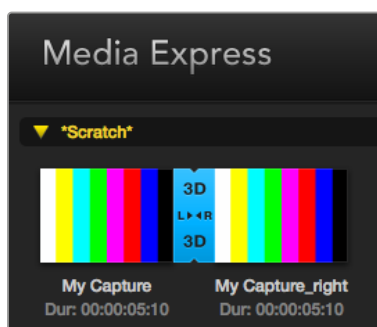 Media Express
*Scratch*
3D
L R
3D
My Capture My Capture_right
Dur: 00:00:05:10 Dur: 00:00:05:10